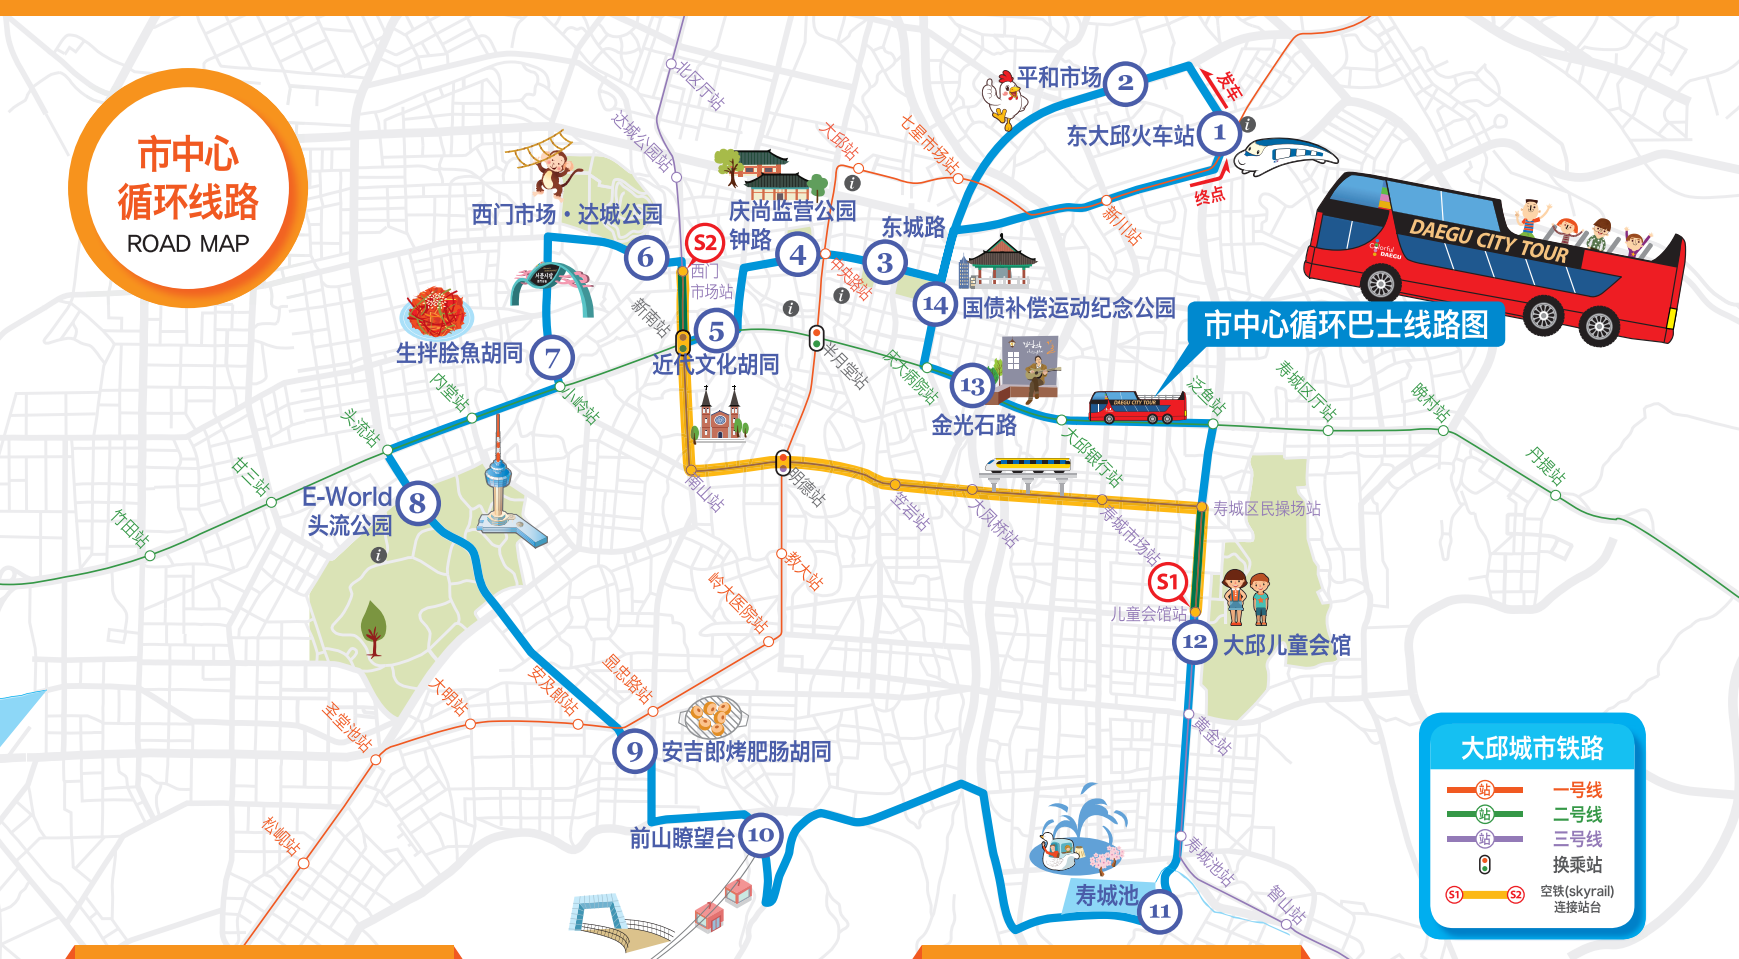 市中心
循环线路
ROAD MAP
北区厅站
达城公园站
大邱站
七星市场站
平和市场
2
发车
东大邱火车站
1
终点
新川站
西门市场·达城公园
6
S2
西门
市场站
庆尚监营公园
钟路
4
东城路
3
中央路站
14
国债补偿运动纪念公园
DAEGU CITY TOUR
Colorful
DAEGU
市中心循环巴士线路图
新南站
5
近代文化胡同
生拌脍魚胡同
7
半月堂站
庆大病院站
13
金光石路
DAEGU CITY TOUR
泛鱼站
寿城区厅站
晚村站
丹堤站
内堂站
小岭站
头流站
甘三站
竹田站
E-World
头流公园
8
大邱银行站
南山站
明德站
笠岩站
大凤桥站
寿城市场站
寿城区民操场站
S1
儿童会馆站
12
大邱儿童会馆
教大站
岭大医院站
显忠路站
安及郎站
大明站
圣堂池站
松岘站
9
安吉郎烤肥肠胡同
前山瞭望台
10
黄金站
寿城池站
智山站
寿城池
11
大邱城市铁路
站 一号线
站 二号线
站 三号线
换乘站
S1 S2 空铁(skyrail)
连接站台